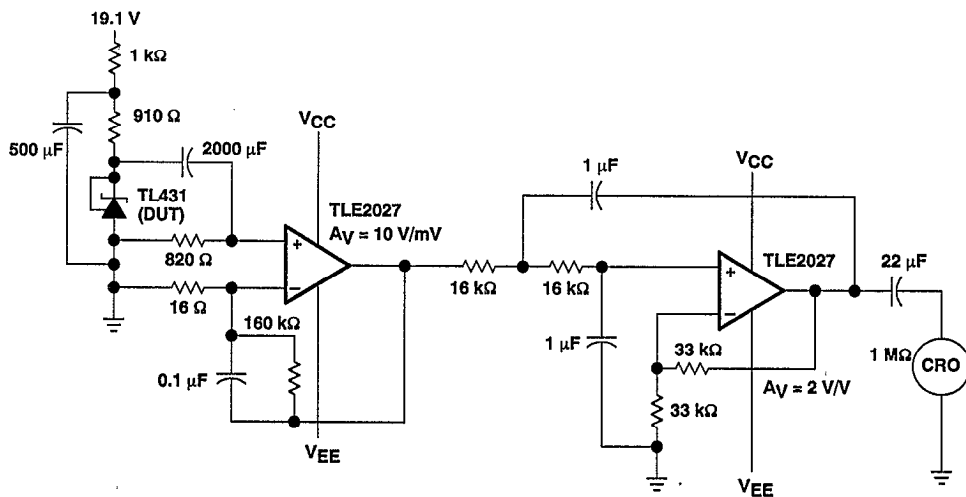 19.1 V
1 kΩ
910 Ω
500 µF
2000 µF
TL431
(DUT)
820 Ω
16 Ω
160 kΩ
0.1 µF
VCC
TLE2027
AV = 10 V/mV
+
−
VEE
16 kΩ
16 kΩ
1 µF
1 µF
VCC
TLE2027
+
−
33 kΩ
33 kΩ
AV = 2 V/V
VEE
22 µF
1 MΩ
CRO